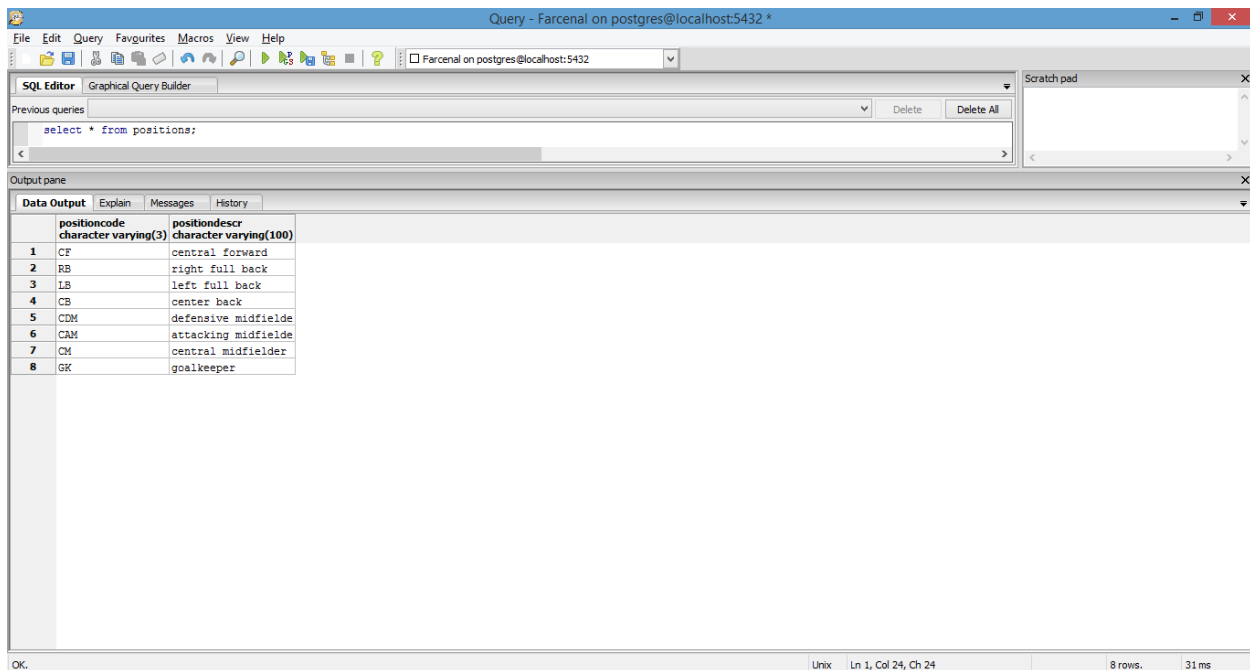 Query - Farcenal on postgres@localhost:5432 *
File Edit Query Favourites Macros View Help
Farcenal on postgres@localhost:5432
SQL Editor Graphical Query Builder
Previous queries Delete Delete All
select * from positions;
Scratch pad
Output pane
Data Output Explain Messages History
positioncode positiondescr
character varying(3) character varying(100)
1 CF central forward
2 RB right full back
3 LB left full back
4 CB center back
5 CDM defensive midfielde
6 CAM attacking midfielde
7 CM central midfielder
8 GK goalkeeper
OK. Unix Ln 1, Col 24, Ch 24 8 rows. 31 ms